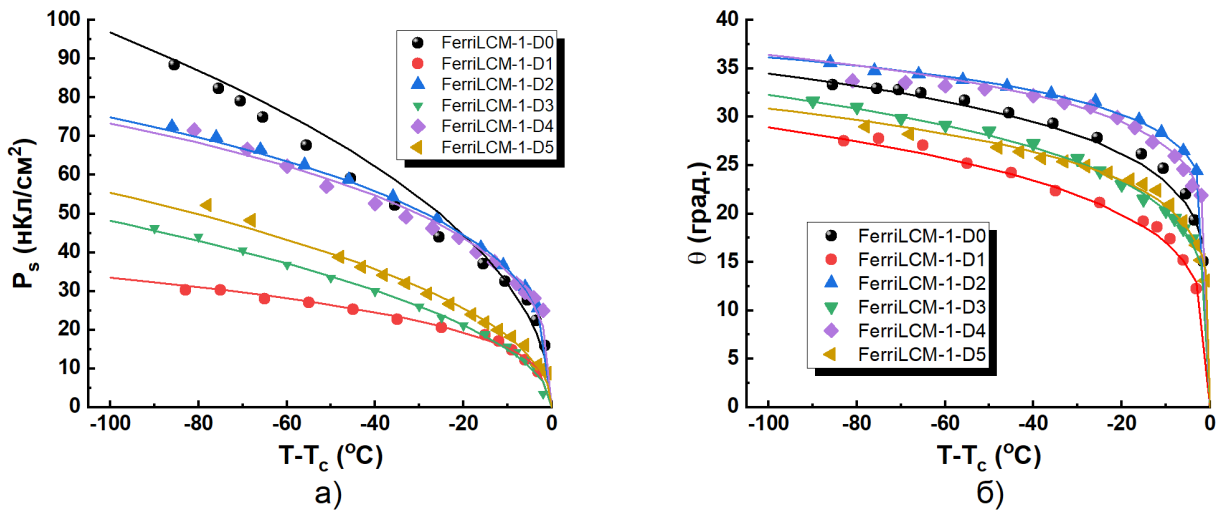 100
90
80
70
60
50
40
30
20
10
0
Pₛ (нКл/см²)
FerriLCM-1-D0
FerriLCM-1-D1
FerriLCM-1-D2
FerriLCM-1-D3
FerriLCM-1-D4
FerriLCM-1-D5
-100 -80 -60 -40 -20 0
T-T_c (°C)
а)
40
35
30
25
20
15
10
5
0
θ (град.)
FerriLCM-1-D0
FerriLCM-1-D1
FerriLCM-1-D2
FerriLCM-1-D3
FerriLCM-1-D4
FerriLCM-1-D5
-100 -80 -60 -40 -20 0
T-T_c (°C)
б)